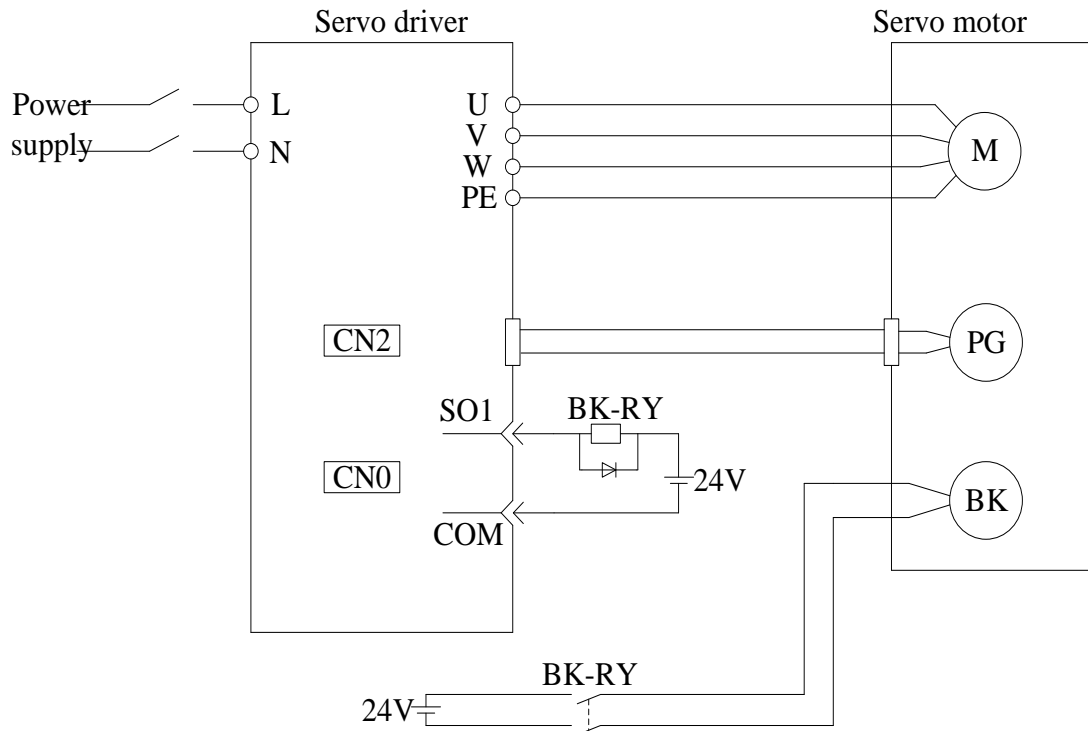 Servo driver
Servo motor
Power
supply
L
N
U
V
W
PE
M
CN2
PG
SO1
BK-RY
CN0
24V
COM
BK
BK-RY
24V